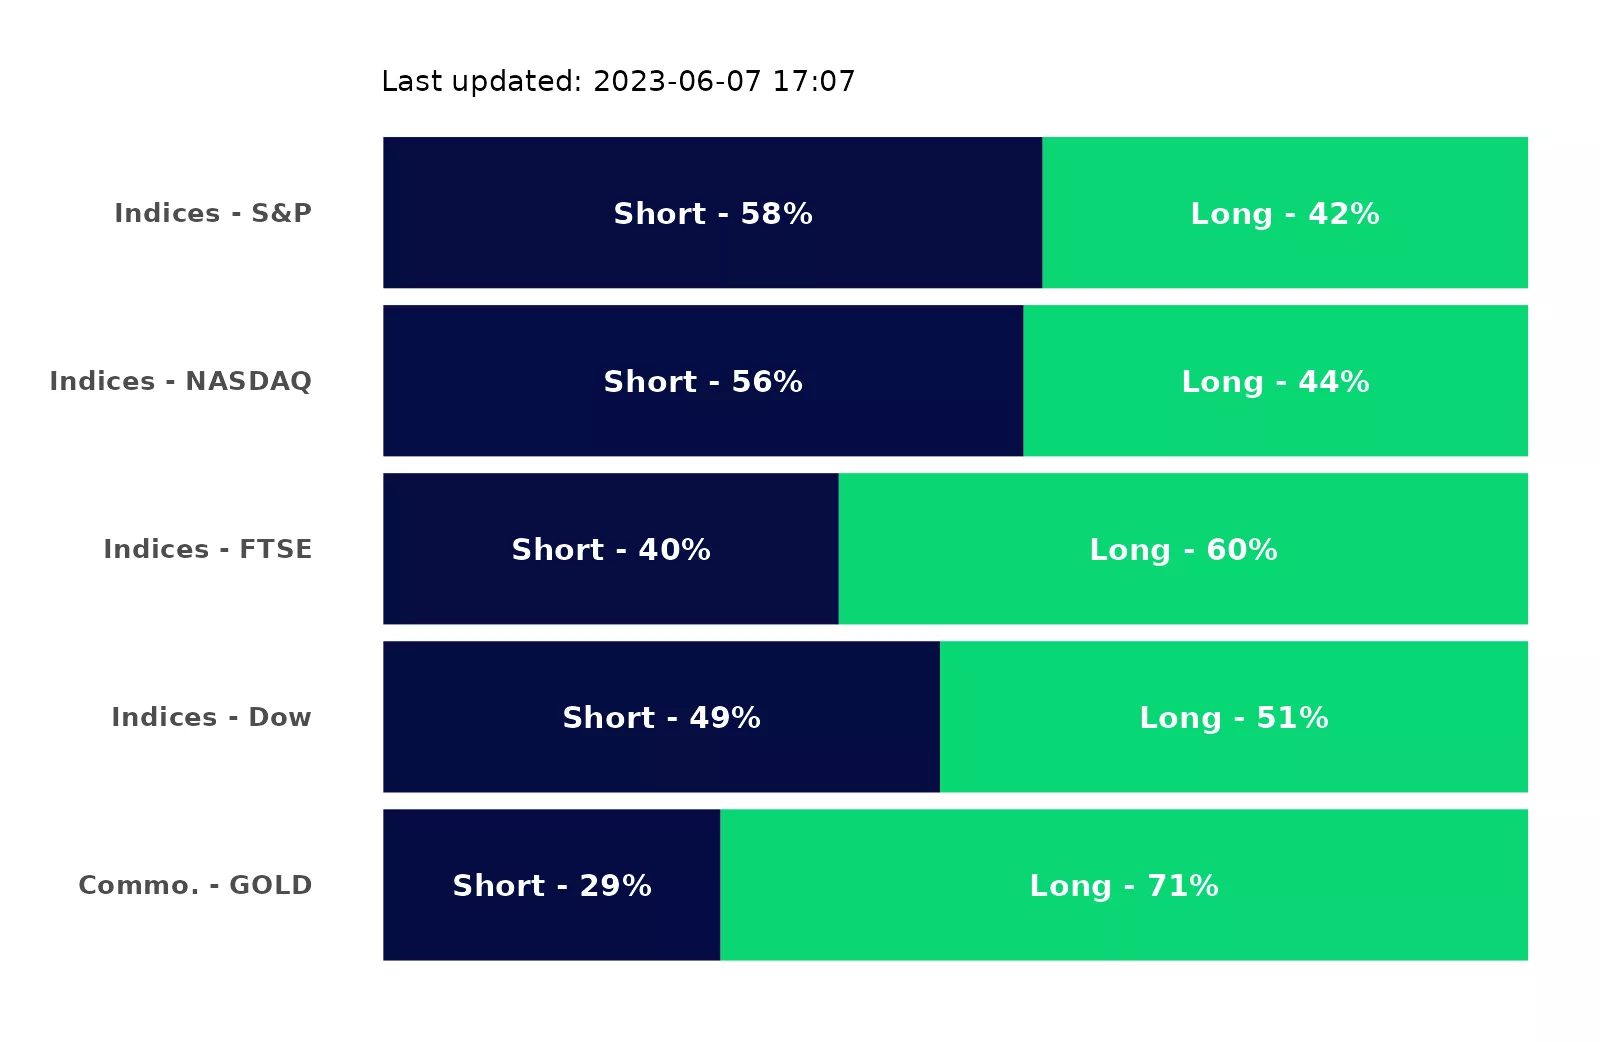 Last updated: 2023-06-07 17:07
Indices - S&P Short - 58% Long - 42%
Indices - NASDAQ Short - 56% Long - 44%
Indices - FTSE Short - 40% Long - 60%
Indices - Dow Short - 49% Long - 51%
Commo. - GOLD Short - 29% Long - 71%